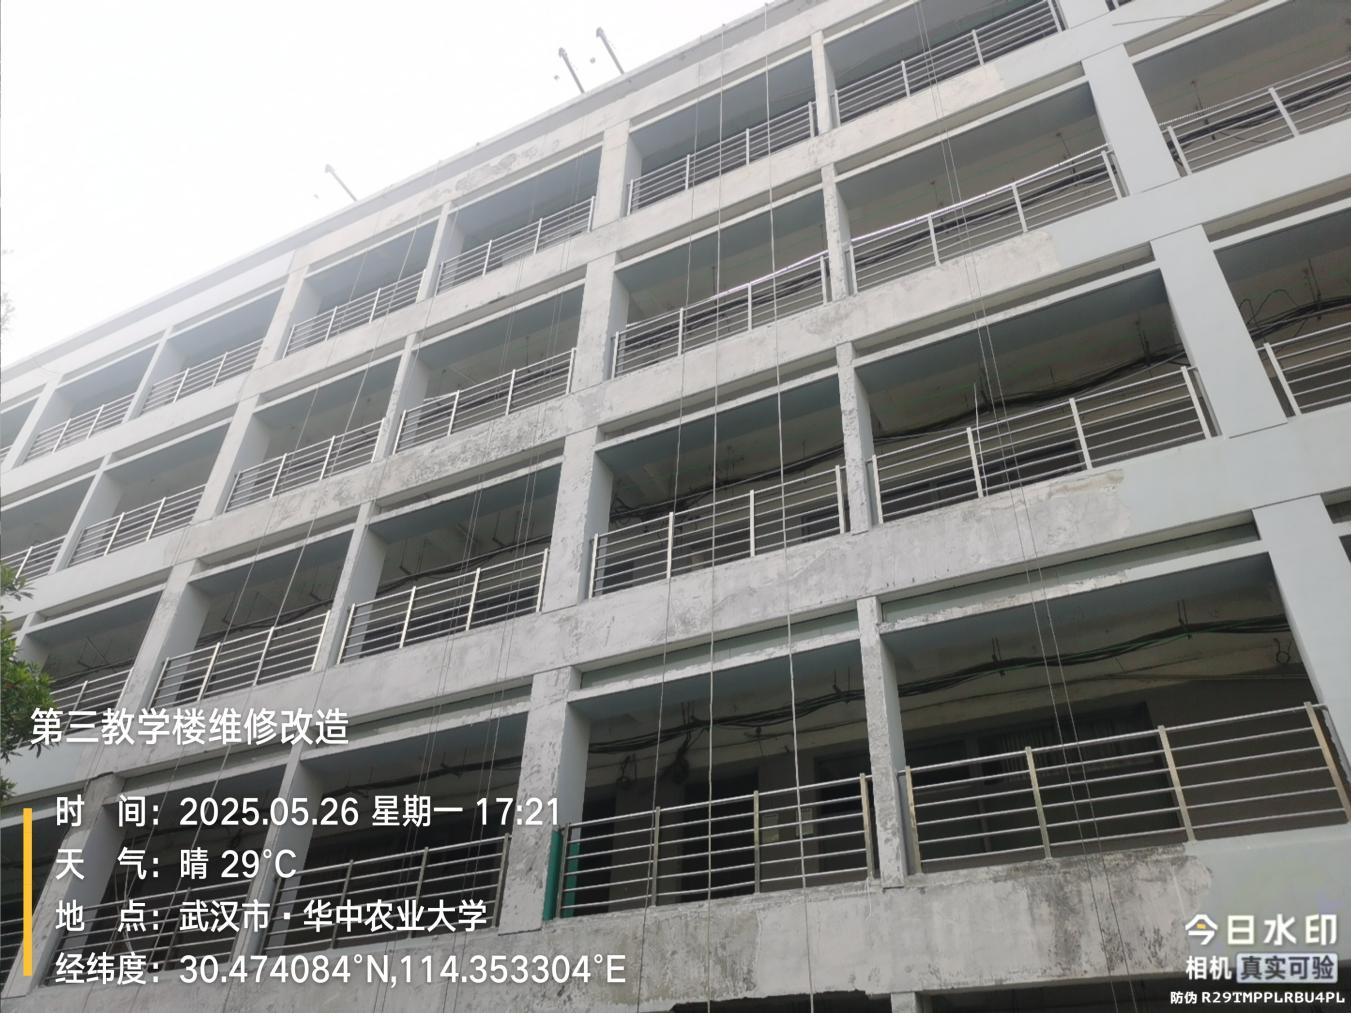 第三教学楼维修改造
时 间：2025.05.26 星期一 17:21
天 气：晴 29°C
地 点：武汉市·华中农业大学
经纬度：30.474084°N,114.353304°E
今日水印
相机 真实可验
防伪 R29TMPPLRBU4PL